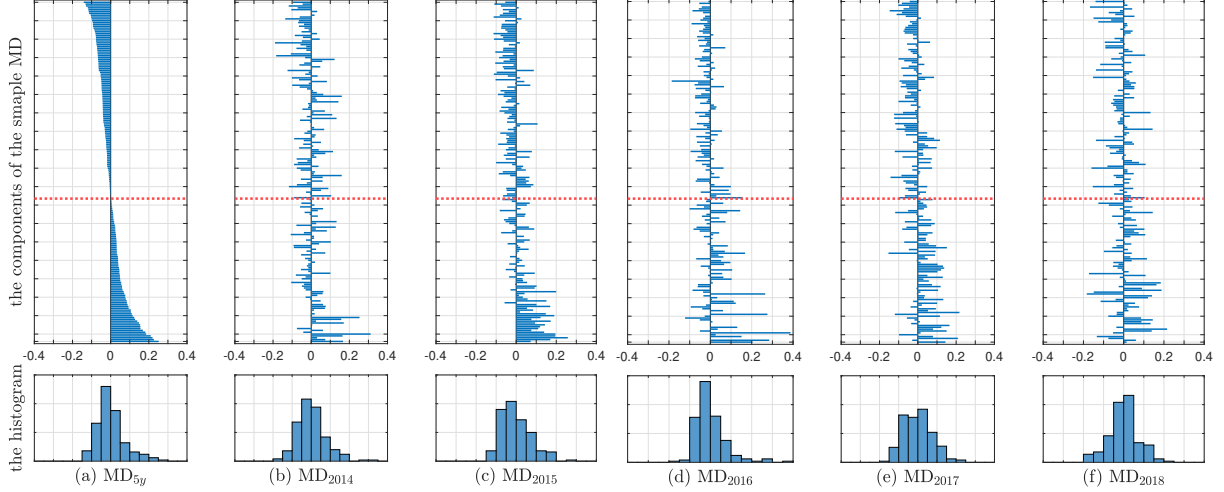 the components of the smaple MD
-0.4 -0.2 0 0.2 0.4
-0.4 -0.2 0 0.2 0.4
-0.4 -0.2 0 0.2 0.4
-0.4 -0.2 0 0.2 0.4
-0.4 -0.2 0 0.2 0.4
-0.4 -0.2 0 0.2 0.4
the histogram
(a) MD5y
(b) MD2014
(c) MD2015
(d) MD2016
(e) MD2017
(f) MD2018